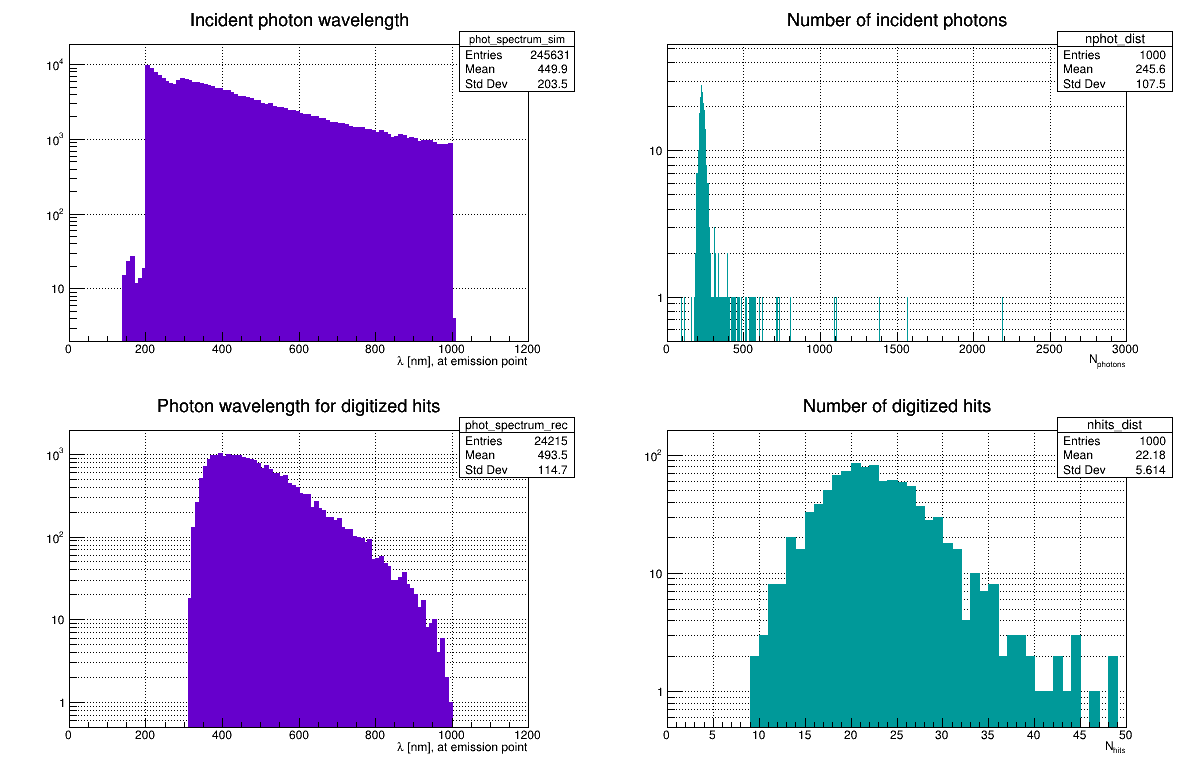 Incident photon wavelength
phot_spectrum_sim
Entries 245631
Mean 449.9
Std Dev 203.5
10^4
10^3
10^2
10
0 200 400 600 800 1000 1200
λ [nm], at emission point
Number of incident photons
nphot_dist
Entries 1000
Mean 245.6
Std Dev 107.5
10
1
0 500 1000 1500 2000 2500 3000
N_photons
Photon wavelength for digitized hits
phot_spectrum_rec
Entries 24215
Mean 493.5
Std Dev 114.7
10^3
10^2
10
1
0 200 400 600 800 1000 1200
λ [nm], at emission point
Number of digitized hits
nhits_dist
Entries 1000
Mean 22.18
Std Dev 5.614
10^2
10
1
0 5 10 15 20 25 30 35 40 45 50
N_hits